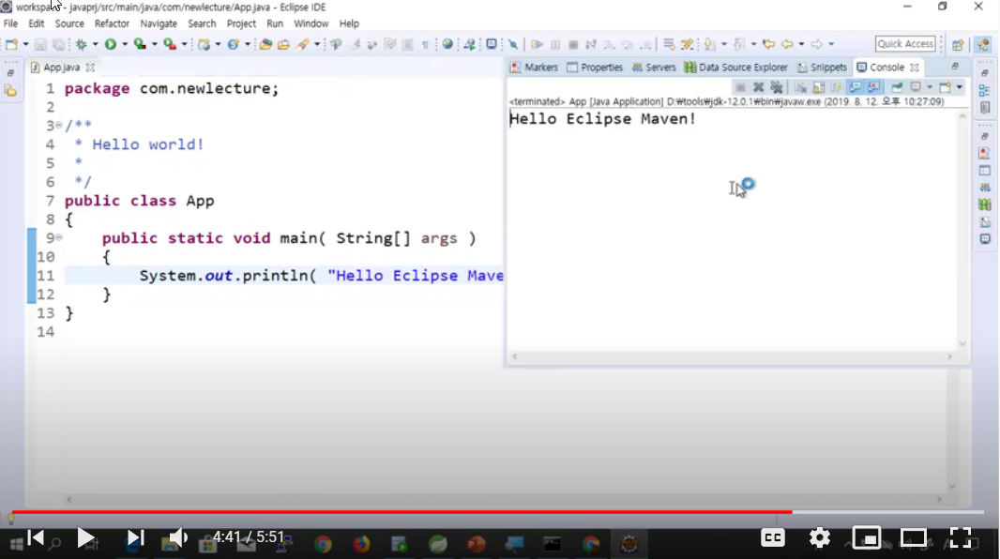 workspace - javaprj/src/main/java/com/newlecture/App.java - Eclipse IDE
File Edit Source Refactor Navigate Search Project Run Window Help
Quick Access
App.java
Markers Properties Servers Data Source Explorer Snippets Console
<terminated> App [Java Application] D:₩tools₩jdk-12.0.1₩bin₩javaw.exe (2019. 8. 12. 오후 10:27:09)
Hello Eclipse Maven!
1 package com.newlecture;
2
3 /**
4 * Hello world!
5 *
6 */
7 public class App
8 {
9 public static void main( String[] args )
10 {
11 System.out.println( "Hello Eclipse Mave
12 }
13 }
14
4:41 / 5:51
CC